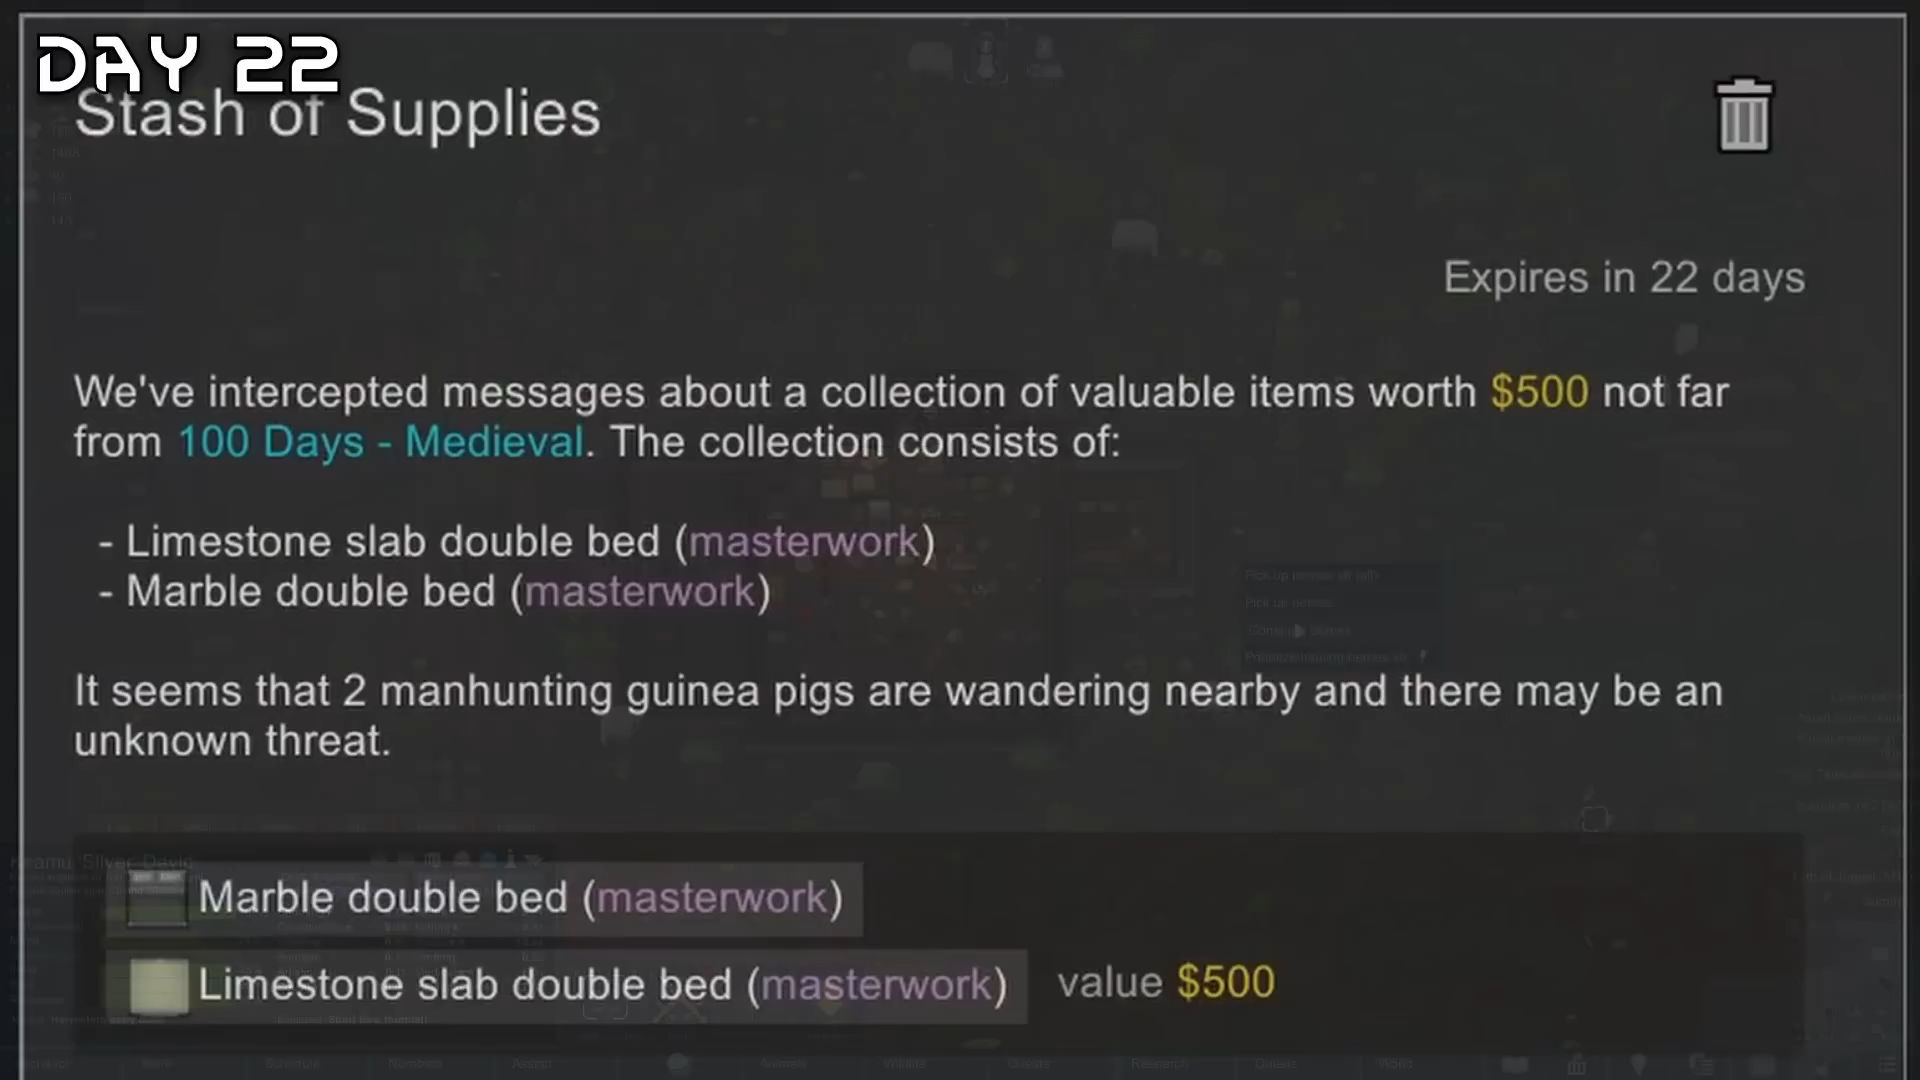 DAY 22
Stash of Supplies
Expires in 22 days
We've intercepted messages about a collection of valuable items worth $500 not far
from 100 Days - Medieval. The collection consists of:
- Limestone slab double bed (masterwork)
- Marble double bed (masterwork)
It seems that 2 manhunting guinea pigs are wandering nearby and there may be an
unknown threat.
Marble double bed (masterwork)
Limestone slab double bed (masterwork) value $500